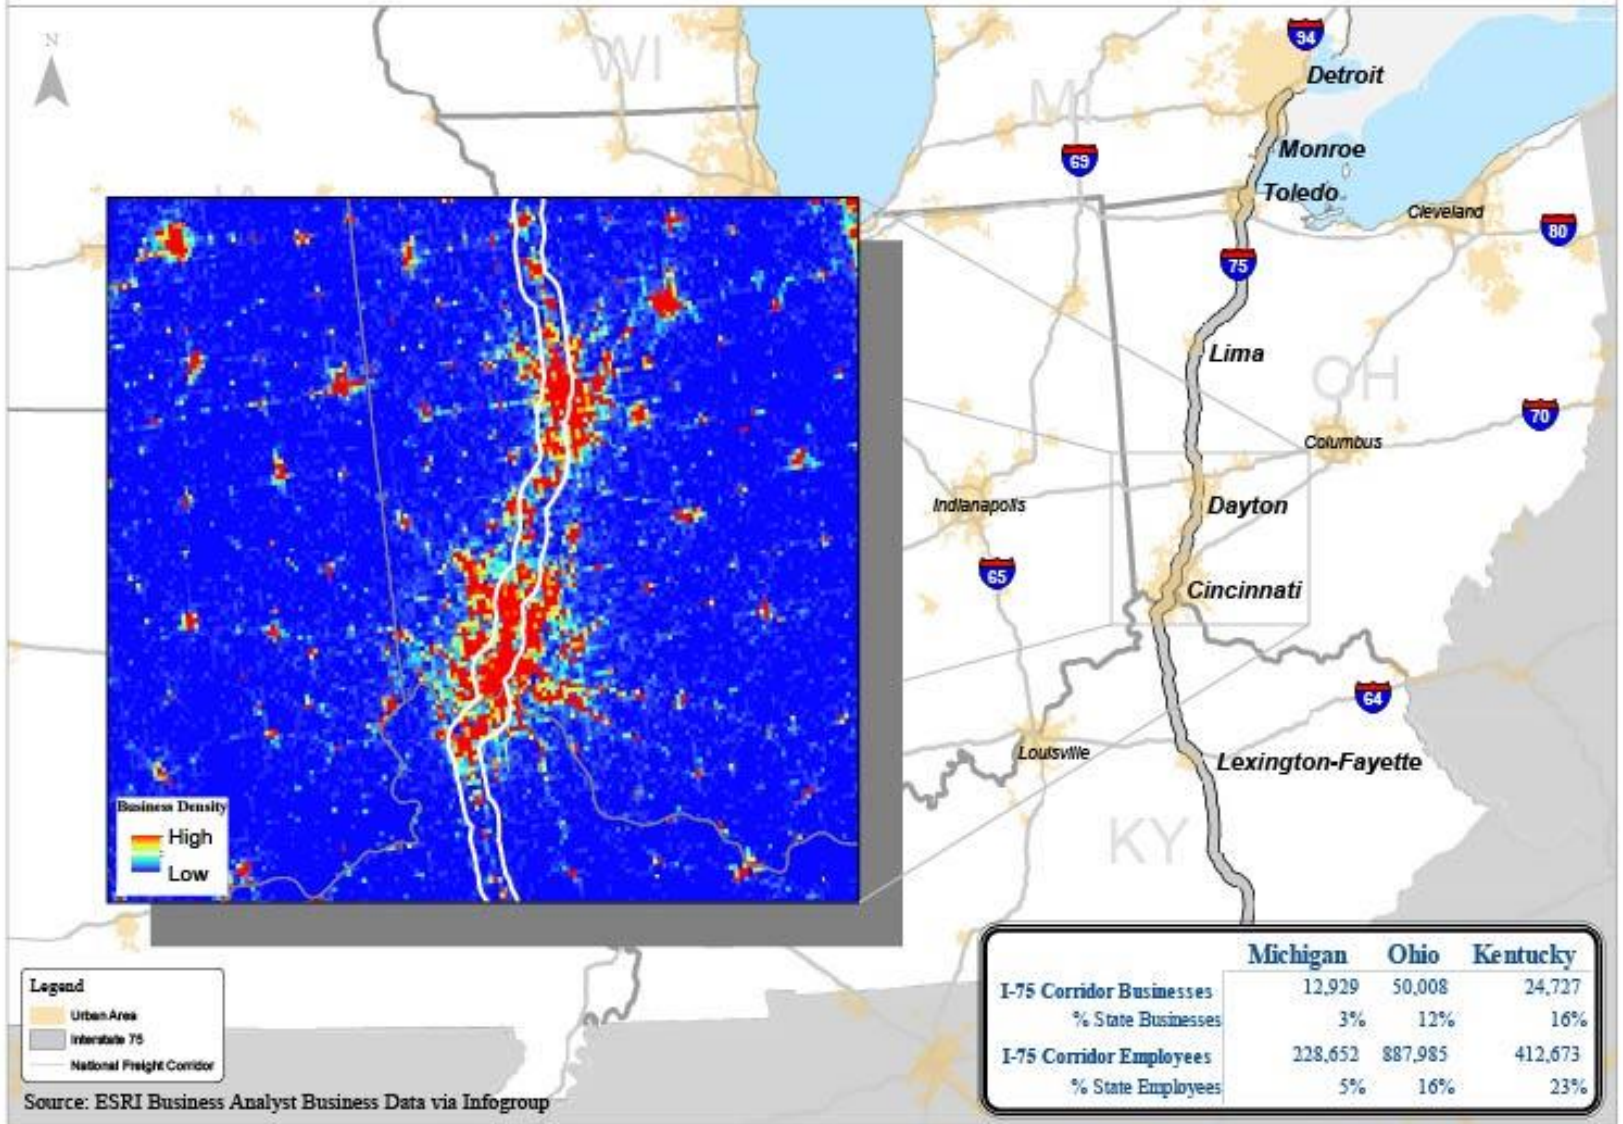 N
WI
MI
94
Detroit
69
Monroe
Toledo
Cleveland
80
75
Lima
OH
70
Columbus
Indianapolis
Dayton
65
Cincinnati
64
Louisville
Lexington-Fayette
KY
Business Density
High
Low
Legend
Urban Area
Interstate 75
National Freight Corridor
Michigan Ohio Kentucky
I-75 Corridor Businesses 12,929 50,008 24,727
% State Businesses 3% 12% 16%
I-75 Corridor Employees 228,652 887,985 412,673
% State Employees 5% 16% 23%
Source: ESRI Business Analyst Business Data via Infogroup